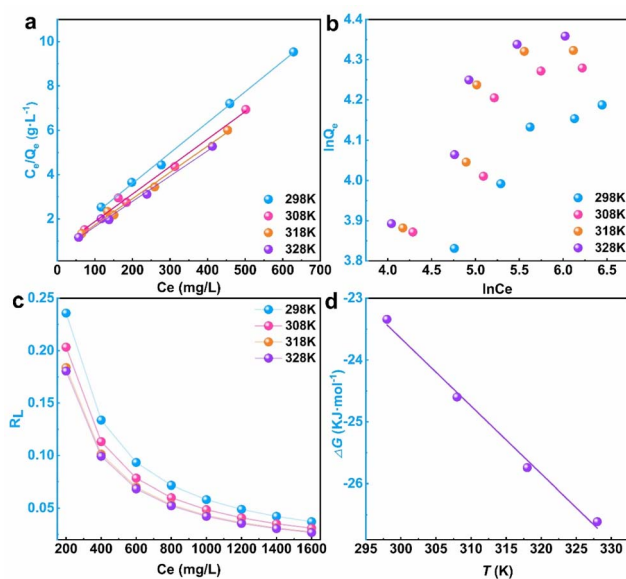 a
Ce/Qe (g·L⁻¹)
10
8
6
4
2
298K
308K
318K
328K
0 100 200 300 400 500 600 700
Ce (mg/L)
b
lnQe
4.4
4.3
4.2
4.1
4.0
3.9
3.8
298K
308K
318K
328K
4.0 4.5 5.0 5.5 6.0 6.5
lnCe
c
RL
0.25
0.20
0.15
0.10
0.05
298K
308K
318K
328K
200 400 600 800 1000 1200 1400 1600
Ce (mg/L)
d
ΔG (KJ·mol⁻¹)
-23
-24
-25
-26
295 300 305 310 315 320 325 330
T (K)